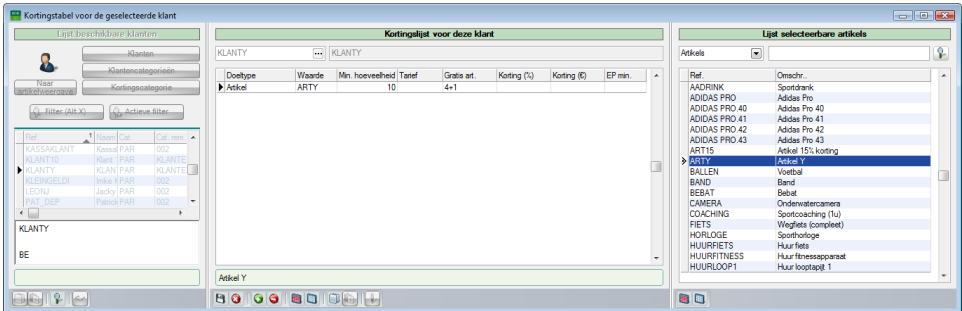 Kortingstabel voor de geselecteerde klant
Lijst beschikbare klanten
Klanten
Klantencategorieën
Naar artikelweergave
Kortingscategorie
Filter (Alt X)
Actieve filter
Ref. 1 Naam Cat. Cat. rem.
KASSAKLANT Kassal PAR 002
KLANT10 Klant PAR KLANTE
KLANTY KLAN PAR KLANTE
KLEINGELDI Imke K PAR 002
LEONJ Jacky PAR 002
PAT_DEP Patrick PAR 002
KLANTY
BE
Kortingslijst voor deze klant
KLANTY ... KLANTY
Doeltype Waarde Min. hoeveelheid Tarief Gratis art. Korting (%) Korting (€) EP min.
Artikel ARTY 10 4+1
Artikel Y
Lijst selecteerbare artikels
Artikels
Ref. Omschr..
AADRINK Sportdrank
ADIDAS PRO Adidas Pro
ADIDAS PRO.40 Adidas Pro 40
ADIDAS PRO.41 Adidas Pro 41
ADIDAS PRO.42 Adidas Pro 42
ADIDAS PRO.43 Adidas Pro 43
ART15 Artikel 15% korting
ARTY Artikel Y
BALLEN Voetbal
BAND Band
BEBAT Bebat
CAMERA Onderwatercamera
COACHING Sportcoaching (1u)
FIETS Wegfiets (compleet)
HORLOGE Sporthorloge
HUURFIETS Huur fiets
HUURFITNESS Huur fitnessapparaat
HUURLOOP1 Huur looptapijt 1